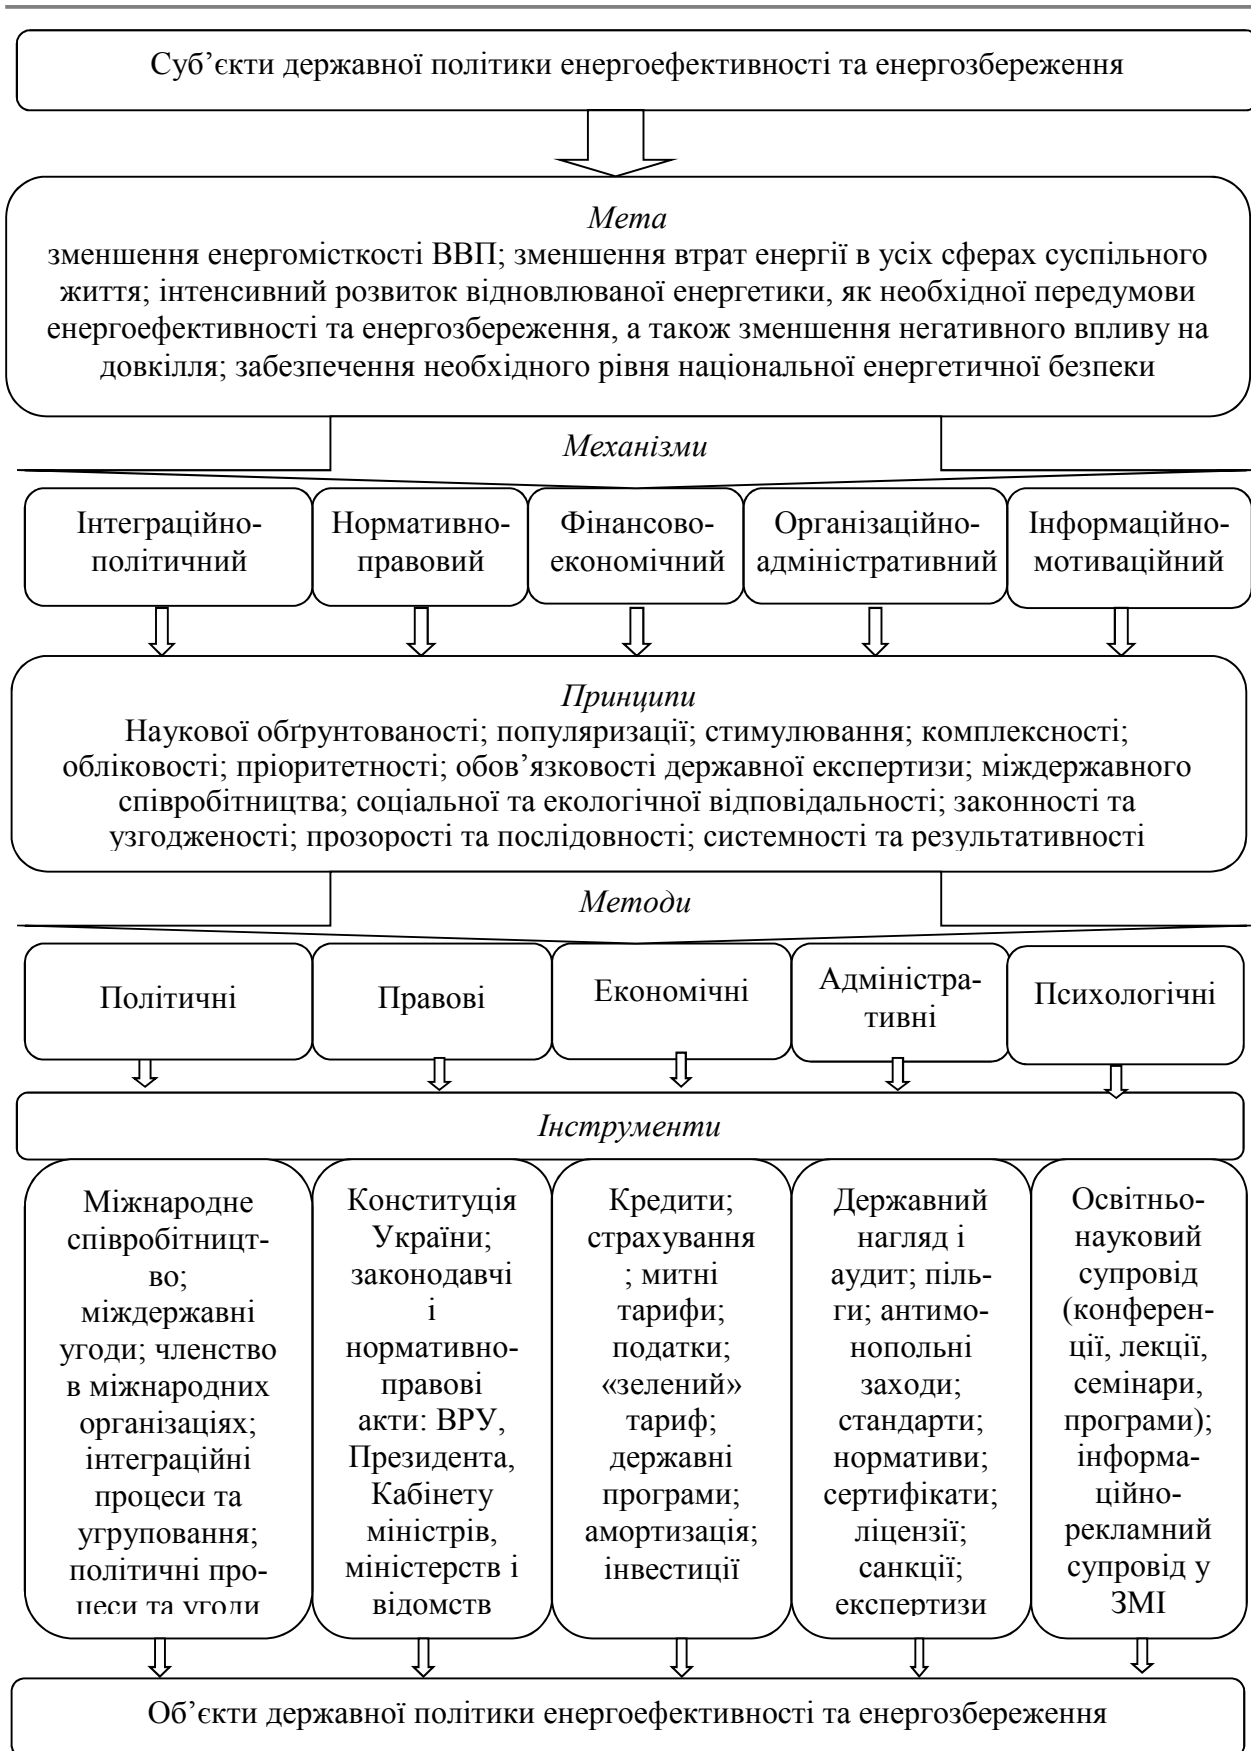 Суб’єкти державної політики енергоефективності та енергозбереження
Мета
зменшення енергомісткості ВВП; зменшення втрат енергії в усіх сферах суспільного
життя; інтенсивний розвиток відновлюваної енергетики, як необхідної передумови
енергоефективності та енергозбереження, а також зменшення негативного впливу на
довкілля; забезпечення необхідного рівня національної енергетичної безпеки
Механізми
Інтеграційно-
політичний
Нормативно-
правовий
Фінансово-
економічний
Організаційно-
адміністративний
Інформаційно-
мотиваційний
Принципи
Наукової обґрунтованості; популяризації; стимулювання; комплексності;
обліковості; пріоритетності; обов’язковості державної експертизи; міждержавного
співробітництва; соціальної та екологічної відповідальності; законності та
узгодженості; прозорості та послідовності; системності та результативності
Методи
Політичні
Правові
Економічні
Адміністра-
тивні
Психологічні
Інструменти
Міжнародне
співробітницт-
во;
міждержавні
угоди; членство
в міжнародних
організаціях;
інтеграційні
процеси та
угруповання;
політичні про-
цеси та угоди
Конституція
України;
законодавчі
і
нормативно-
правові
акти: ВРУ,
Президента,
Кабінету
міністрів,
міністерств і
відомств
Кредити;
страхування
; митні
тарифи;
податки;
«зелений»
тариф;
державні
програми;
амортизація;
інвестиції
Державний
нагляд і
аудит; піль-
ги; антимо-
нопольні
заходи;
стандарти;
нормативи;
сертифікати;
ліцензії;
санкції;
експертизи
Освітньо-
науковий
супровід
(конферен-
ції, лекції,
семінари,
програми);
інформа-
ційно-
рекламний
супровід у
ЗМІ
Об’єкти державної політики енергоефективності та енергозбереження